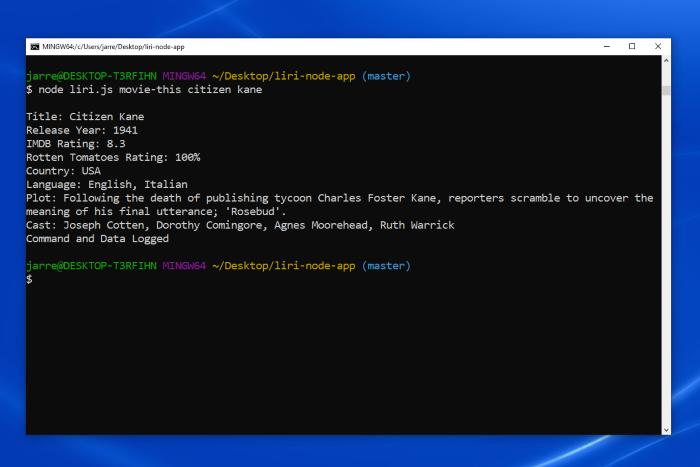 MINGW64:/c/Users/jarre/Desktop/liri-node-app
jarre@DESKTOP-T3RFIHN MINGW64 ~/Desktop/liri-node-app (master)
$ node liri.js movie-this citizen kane
Title: Citizen Kane
Release Year: 1941
IMDB Rating: 8.3
Rotten Tomatoes Rating: 100%
Country: USA
Language: English, Italian
Plot: Following the death of publishing tycoon Charles Foster Kane, reporters scramble to uncover the
meaning of his final utterance; 'Rosebud'.
Cast: Joseph Cotten, Dorothy Comingore, Agnes Moorehead, Ruth Warrick
Command and Data Logged
jarre@DESKTOP-T3RFIHN MINGW64 ~/Desktop/liri-node-app (master)
$